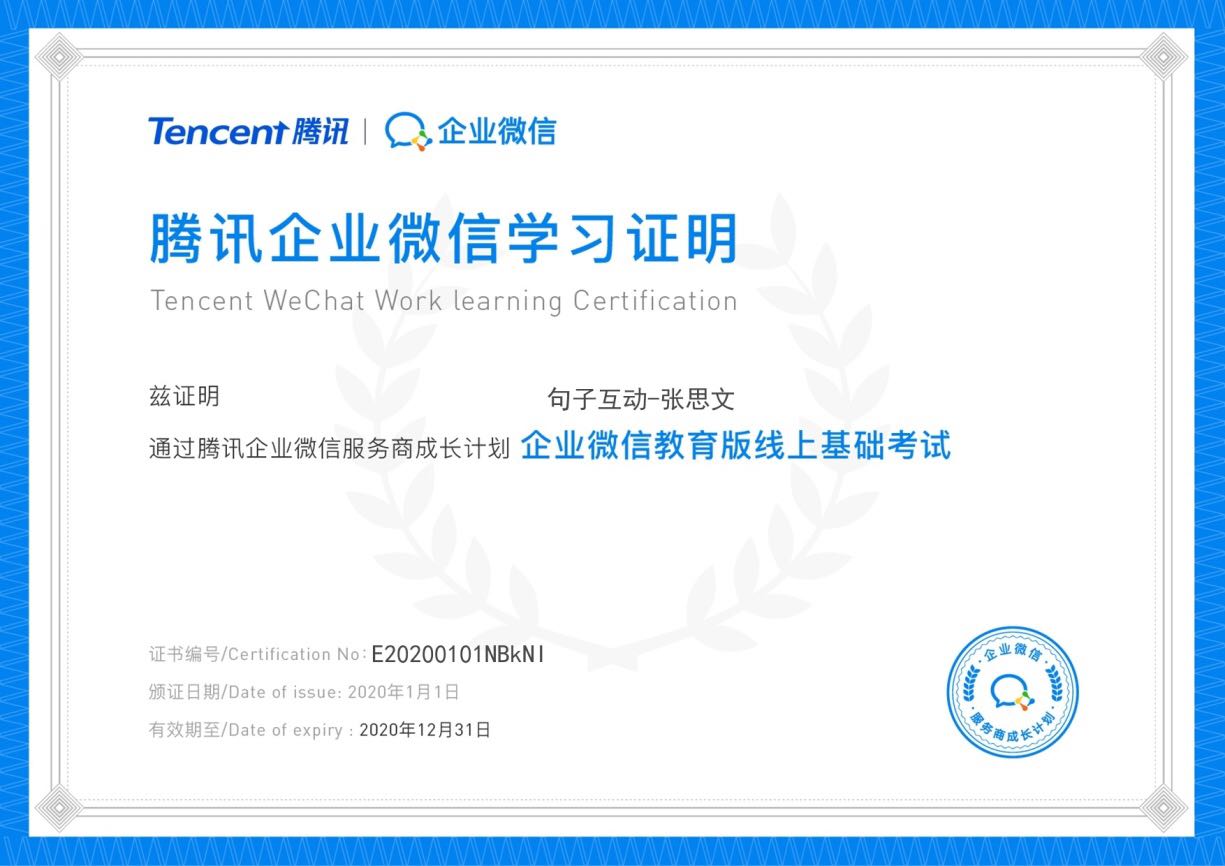 Tencent 腾讯 | 企业微信
腾讯企业微信学习证明
Tencent WeChat Work learning Certification
兹证明 句子互动-张思文
通过腾讯企业微信服务商成长计划 企业微信教育版线上基础考试
证书编号/Certification No: E20200101NBkNI
颁证日期/Date of issue: 2020年1月1日
有效期至/Date of expiry : 2020年12月31日
·企业微信·
·服务商成长计划·